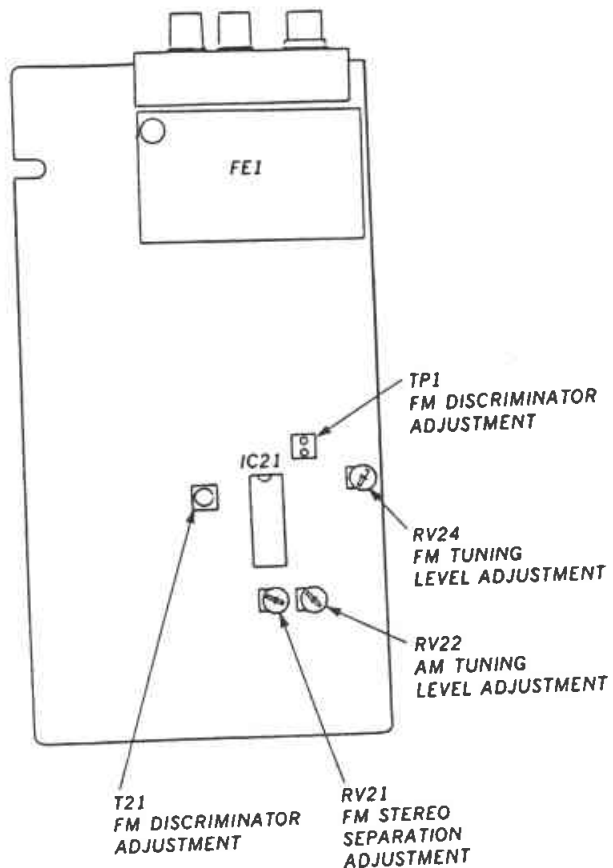 FE1
TP1
FM DISCRIMINATOR
ADJUSTMENT
IC21
RV24
FM TUNING
LEVEL ADJUSTMENT
RV22
AM TUNING
LEVEL ADJUSTMENT
T21
FM DISCRIMINATOR
ADJUSTMENT
RV21
FM STEREO
SEPARATION
ADJUSTMENT